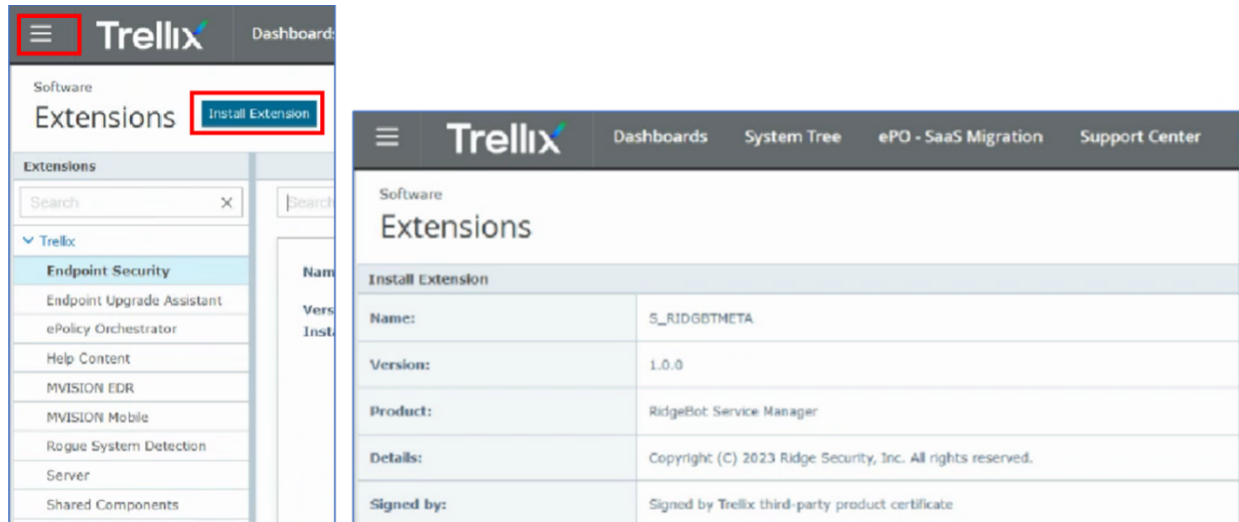 Trellix Dashboard
Software
Extensions Install Extension
Extensions
Search
Search
Trellix
Endpoint Security
Endpoint Upgrade Assistant
ePolicy Orchestrator
Help Content
MVISION EDR
MVISION Mobile
Rogue System Detection
Server
Shared Components
Nam
Vers
Insta
Trellix Dashboards System Tree ePO - SaaS Migration Support Center
Software
Extensions
Install Extension
Name: S_RIDGBTMETA
Version: 1.0.0
Product: RidgeBot Service Manager
Details: Copyright (C) 2023 Ridge Security, Inc. All rights reserved.
Signed by: Signed by Trellix third-party product certificate